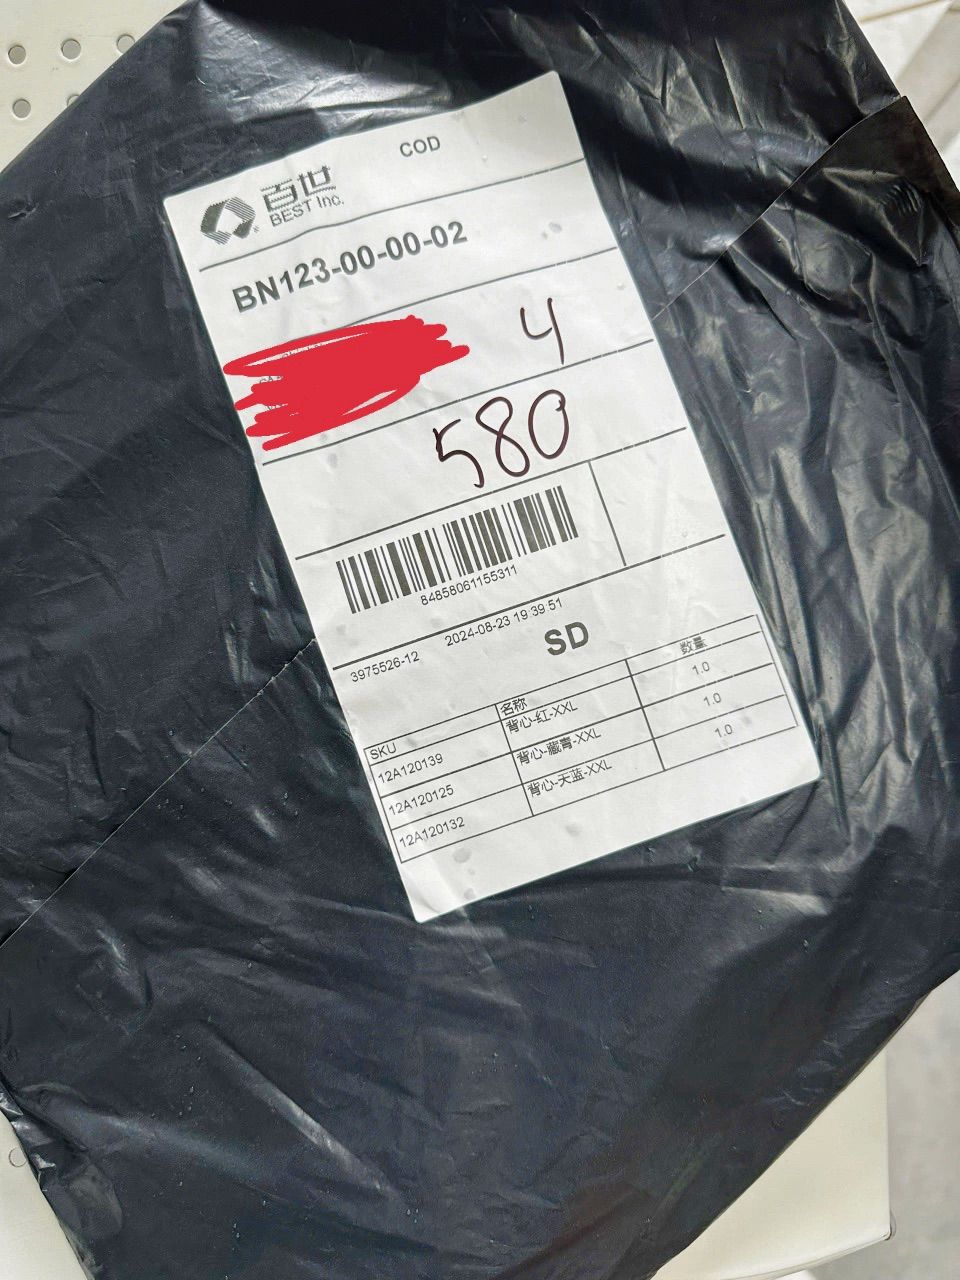 COD
百世
BEST Inc.
BN123-00-00-02
4
580
84858061155311
3975526-12 2024-08-23 19:39:51
SD
SKU 名称 数量
12A120139 背心-红-XXL 1.0
12A120125 背心-藏青-XXL 1.0
12A120132 背心-天蓝-XXL 1.0